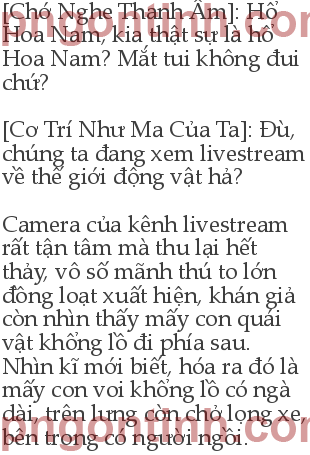 [Chớ Nghe Thanh Âm]: Hổ
Hoa Nam, kia thật sự là hổ
Hoa Nam? Mắt tui không đui
chứ?
[Cơ Trí Như Ma Của Ta]: Đù,
chúng ta đang xem livestream
về thế giới động vật hả?
Camera của kênh livestream
rất tận tâm mà thu lại hết
thảy, vô số mãnh thú to lớn
đồng loạt xuất hiện, khán giả
còn nhìn thấy mấy con quái
vật khổng lồ đi phía sau.
Nhìn kĩ mới biết, hóa ra đó là
mấy con voi khổng lồ có ngà
dài, trên lưng còn chở long xe,
bên trong có người ngồi.
pngontinh.com
pngontinh.com